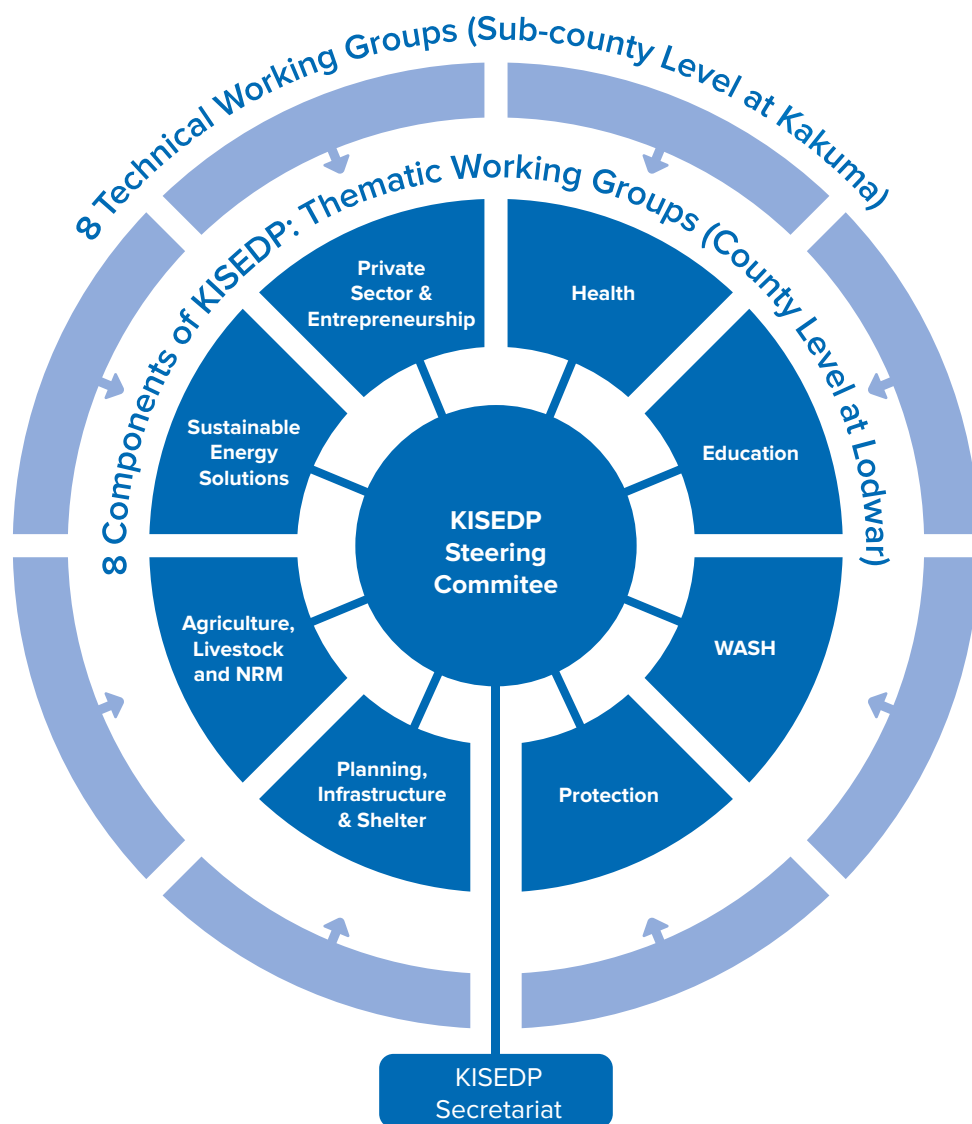 8 Technical Working Groups (Sub-county Level at Kakuma)
8 Components of KISEDP: Thematic Working Groups (County Level at Lodwar)
Private
Sector &
Entrepreneurship
Health
Sustainable
Energy
Solutions
Education
KISEDP
Steering
Commitee
Agriculture,
Livestock
and NRM
WASH
Planning,
Infrastructure
& Shelter
Protection
KISEDP
Secretariat